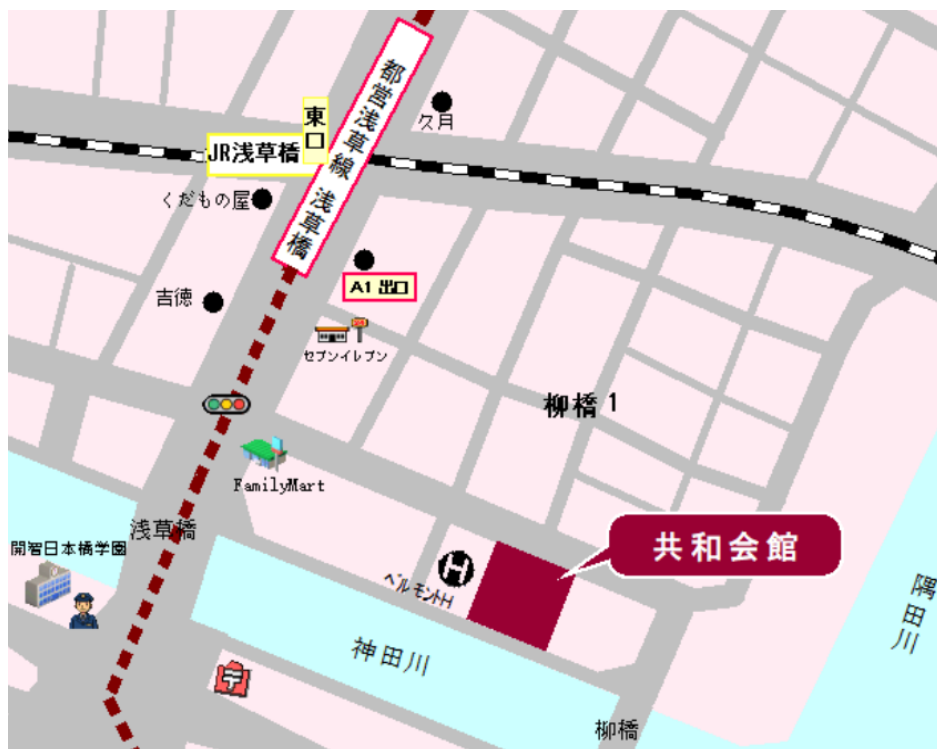 都営浅草線 浅草橋
東口
久月
JR浅草橋
くだもの屋
A1 出口
吉徳
セブンイレブン
柳橋 1
FamilyMart
浅草橋
共和会館
開智日本橋学園
H
ベルモントH
隅田川
神田川
〒
柳橋